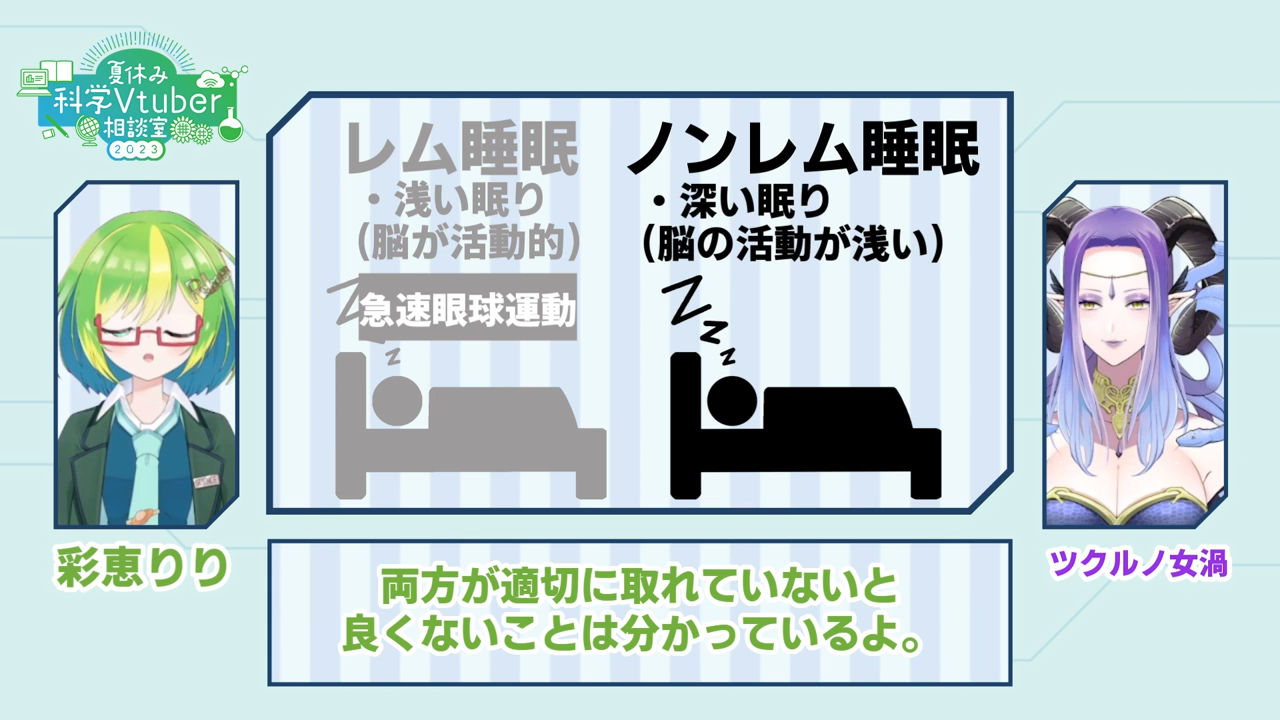 夏休み
科学Vtuber
相談室
2023
レム睡眠
・浅い眠り
(脳が活動的)
急速眼球運動
ノンレム睡眠
・深い眠り
(脳の活動が浅い)
彩恵りり
ツクルノ女渦
両方が適切に取れていないと
良くないことは分かっているよ。